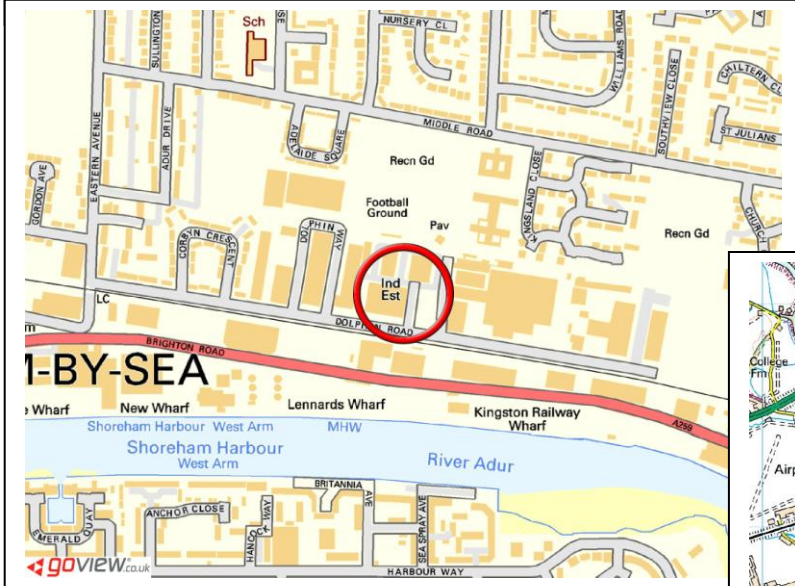 Sch
SULLINGTON
NURSERY CL
WILLIAMS ROAD
CHILTERN CL
EASTERN AVENUE
ADUR DRIVE
ADELAIDE SQUARE
MIDDLE ROAD
SOUTHVIEW CLOSE
ST JULIANS
GORDON AVE
Recn Gd
KINGSLAND CLOSE
Football
Ground
Pav
CHURCH
CORBYN CRESCENT
DOLPHIN WAY
Recn Gd
Ind
Est
LC
DOLPHIN ROAD
BRIGHTON ROAD
M-BY-SEA
College
Fm
Wharf
New Wharf
Lennards Wharf
Kingston Railway
Wharf
A259
Shoreham Harbour West Arm
MHW
Shoreham Harbour
West Arm
River Adur
BRITANNIA AVE
ANCHOR CLOSE
SEA SPRAY AVE
EMERALD QUAY
HARBOUR WAY
goview.co.uk